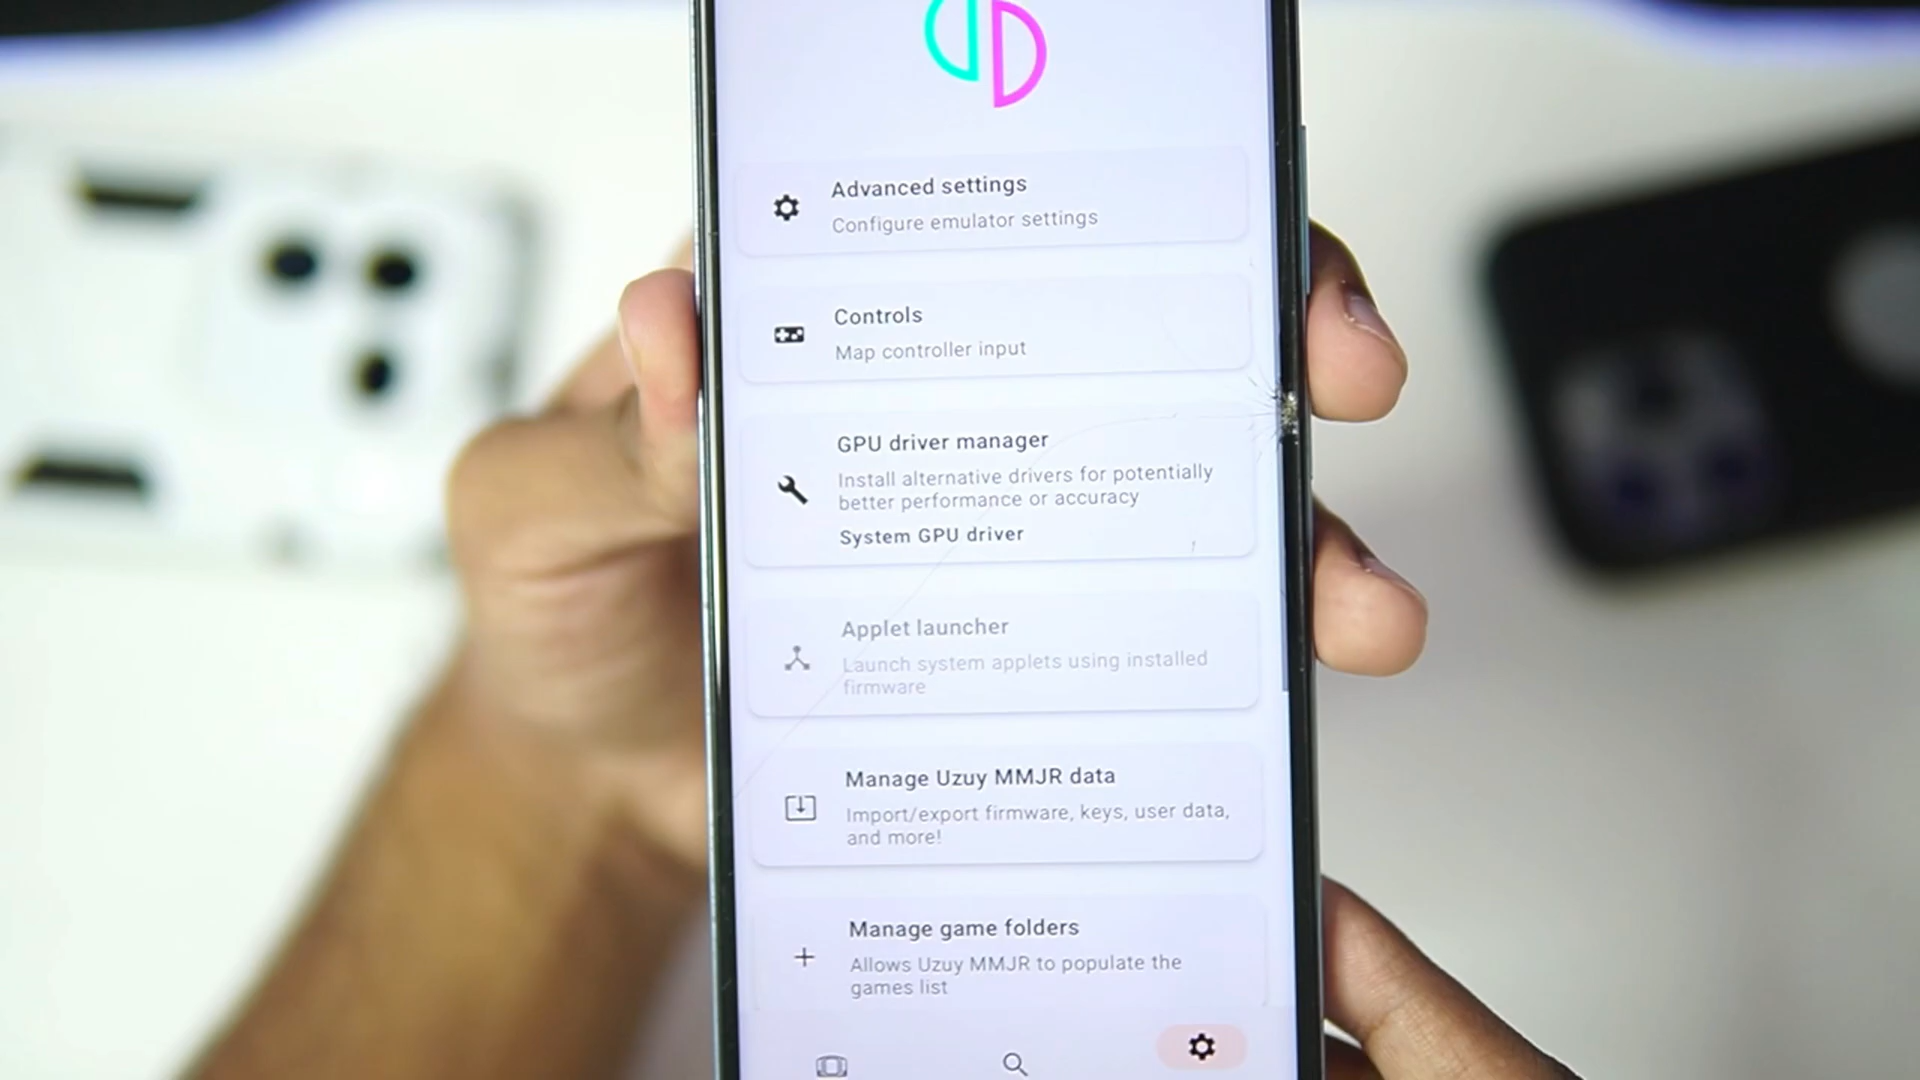 Advanced settings
Configure emulator settings
Controls
Map controller input
GPU driver manager
Install alternative drivers for potentially
better performance or accuracy
System GPU driver
Applet launcher
Launch system applets using installed
firmware
Manage Uzuy MMJR data
Import/export firmware, keys, user data,
and more!
Manage game folders
Allows Uzuy MMJR to populate the
games list